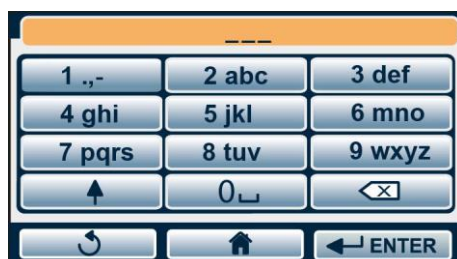 ___
1 .,- 2 abc 3 def
4 ghi 5 jkl 6 mno
7 pqrs 8 tuv 9 wxyz
0⎵
ENTER